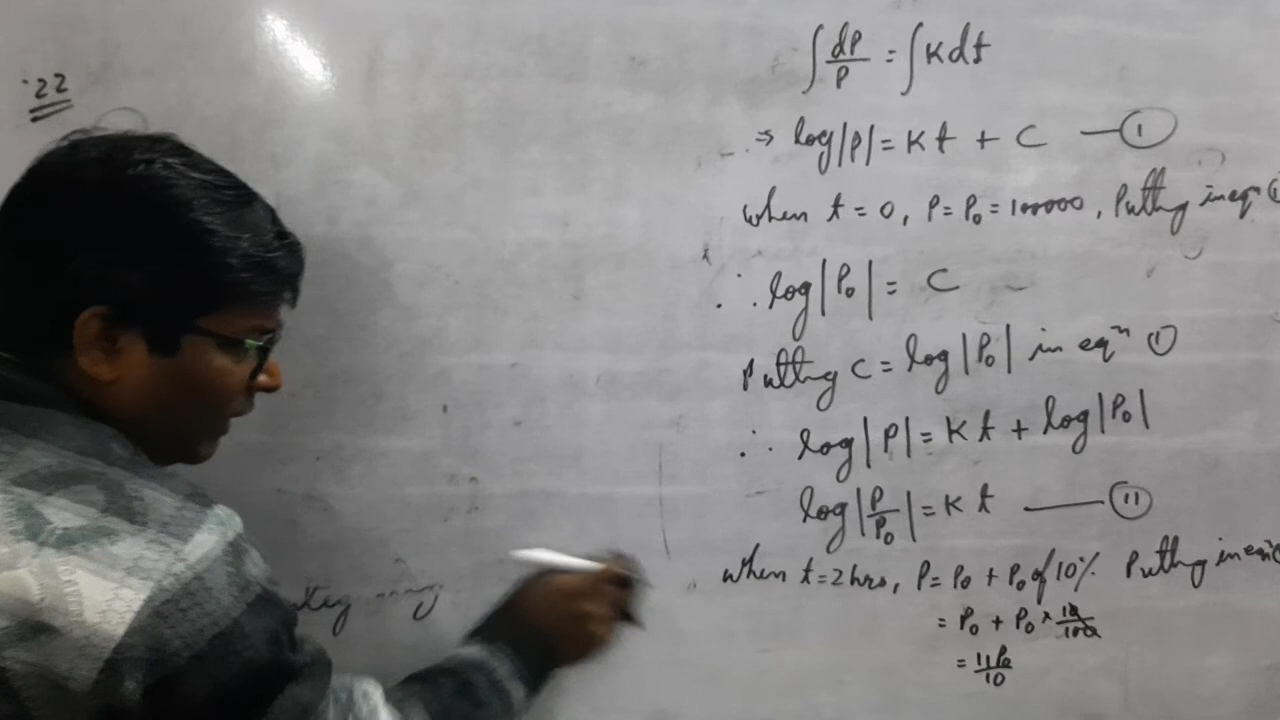 '22
∫ dP/P = ∫ K dt
⇒ log|P| = Kt + C — ①
when t = 0, P = P₀ = 100000, Putting in eqⁿ ①
∴ log|P₀| = C
Putting C = log|P₀| in eqⁿ ①
∴ log|P| = Kt + log|P₀|
log|P/P₀| = Kt — ⑪
when t = 2 hrs, P = P₀ + P₀ of 10% Putting in eqⁿ
= P₀ + P₀ × 10/100
= 11P₀/10